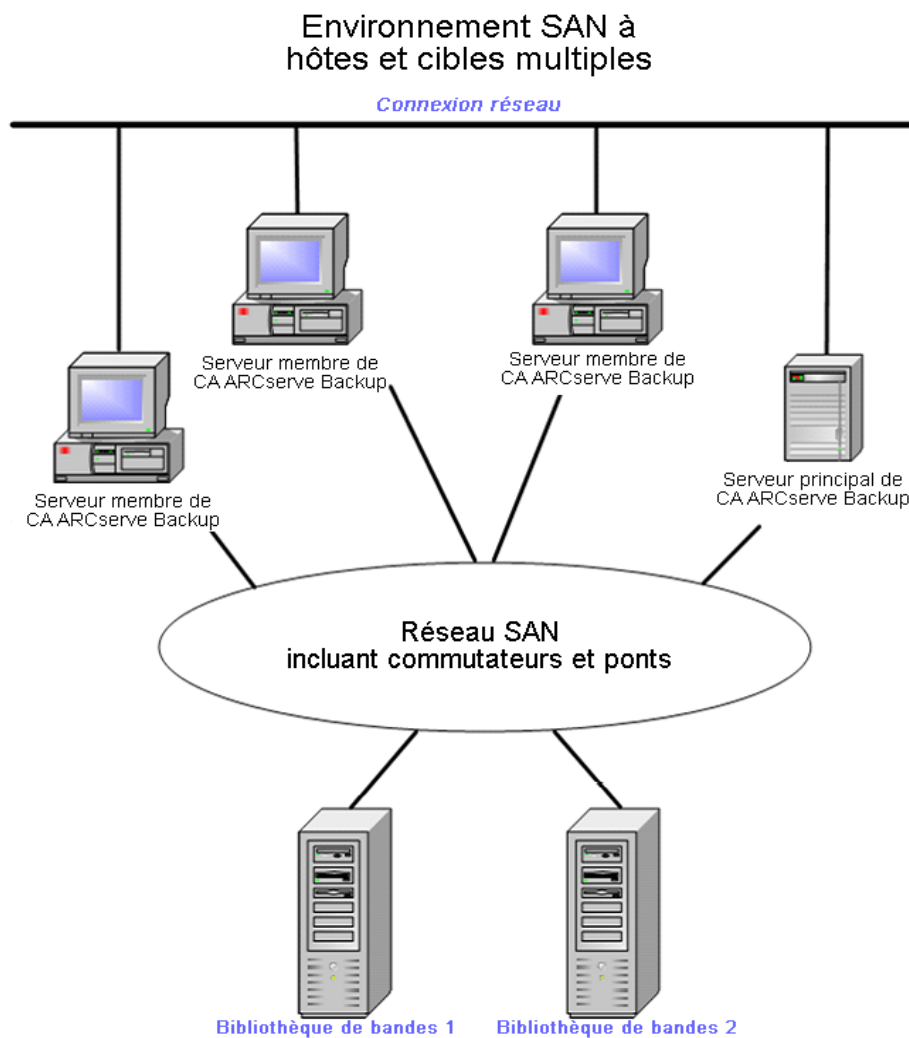 Environnement SAN à
hôtes et cibles multiples
Connexion réseau
Serveur membre de
CA ARCserve Backup
Serveur membre de
CA ARCserve Backup
Serveur membre de
CA ARCserve Backup
Serveur principal de
CA ARCserve Backup
Réseau SAN
incluant commutateurs et ponts
Bibliothèque de bandes 1
Bibliothèque de bandes 2